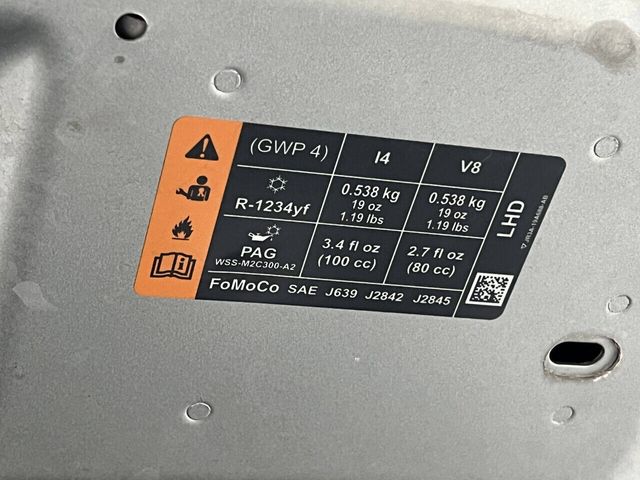 (GWP 4) I4 V8
R-1234yf 0.538 kg 0.538 kg
19 oz 19 oz
1.19 lbs 1.19 lbs
PAG 3.4 fl oz 2.7 fl oz
WSS-M2C300-A2 (100 cc) (80 cc)
FoMoCo SAE J639 J2842 J2845
LHD